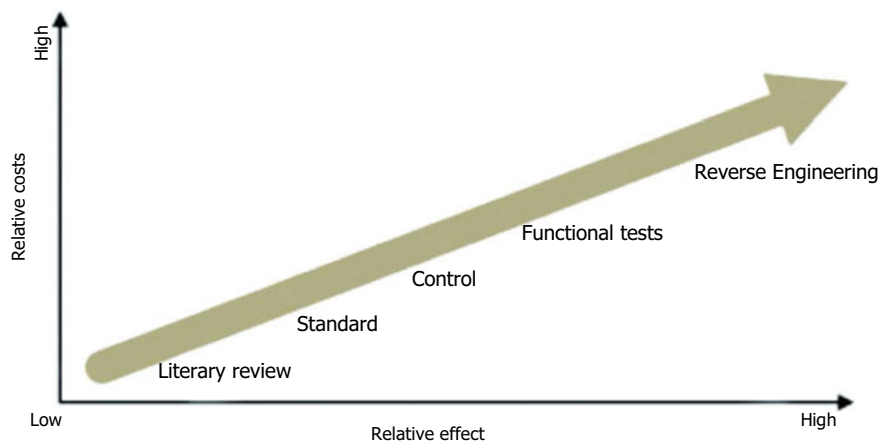 High
Relative costs
Reverse Engineering
Functional tests
Control
Standard
Literary review
Low
Relative effect
High